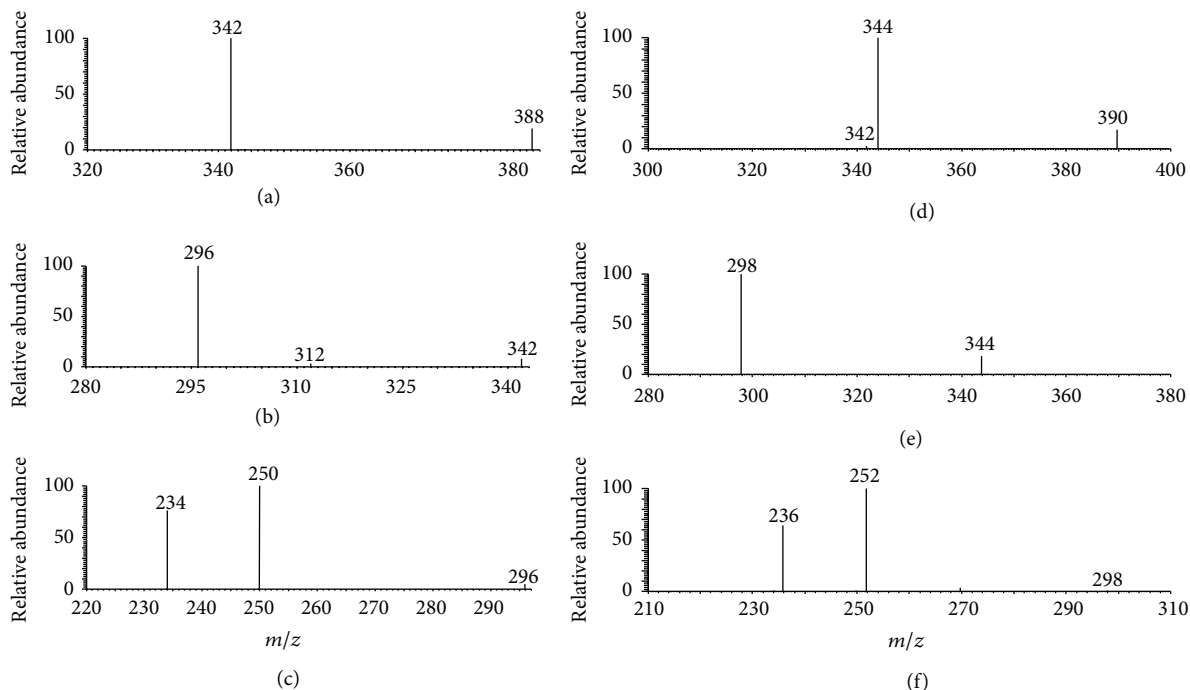 Relative abundance
100
50
0
342
388
320 342 360 382
(a)
Relative abundance
100
50
0
296
312
342
280 295 310 325 340
(b)
Relative abundance
100
50
0
234
250
296
220 230 240 250 260 270 280 290
m/z
(c)
Relative abundance
100
50
0
342
344
390
300 320 340 360 380 400
(d)
Relative abundance
100
50
0
298
344
280 300 320 340 360 380
(e)
Relative abundance
100
50
0
236
252
298
210 230 250 270 290 310
m/z
(f)